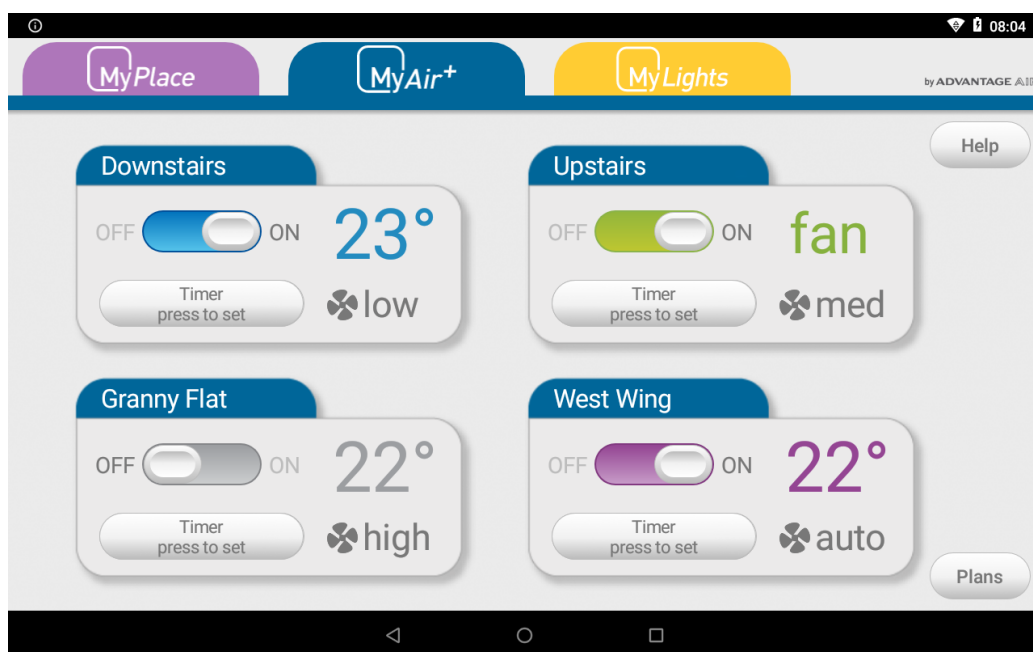 08:04
MyPlace
MyAir+
MyLights
by ADVANTAGE AIR
Help
Downstairs
OFF ON 23°
Timer
press to set
low
Upstairs
OFF ON fan
Timer
press to set
med
Granny Flat
OFF ON 22°
Timer
press to set
high
West Wing
OFF ON 22°
Timer
press to set
auto
Plans